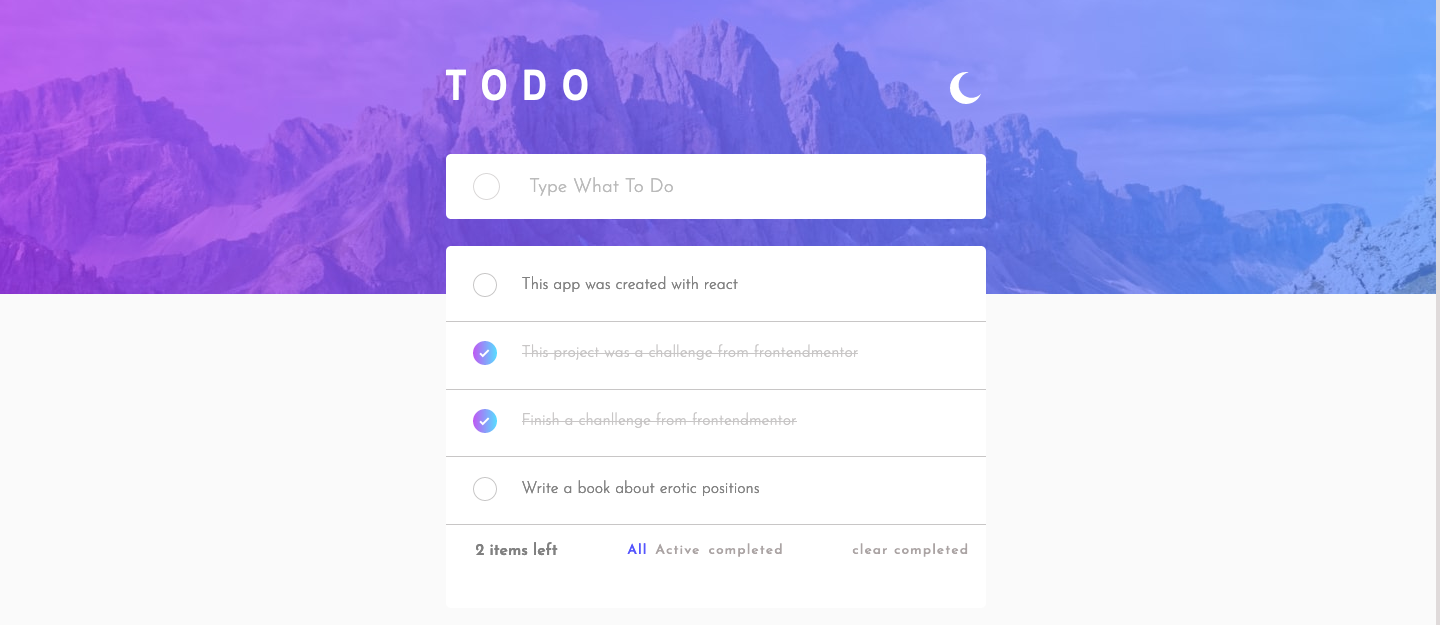 TODO
Type What To Do
This app was created with react
This project was a challenge from frontendmentor
Finish a chanllenge from frontendmentor
Write a book about erotic positions
2 items left All Active completed clear completed